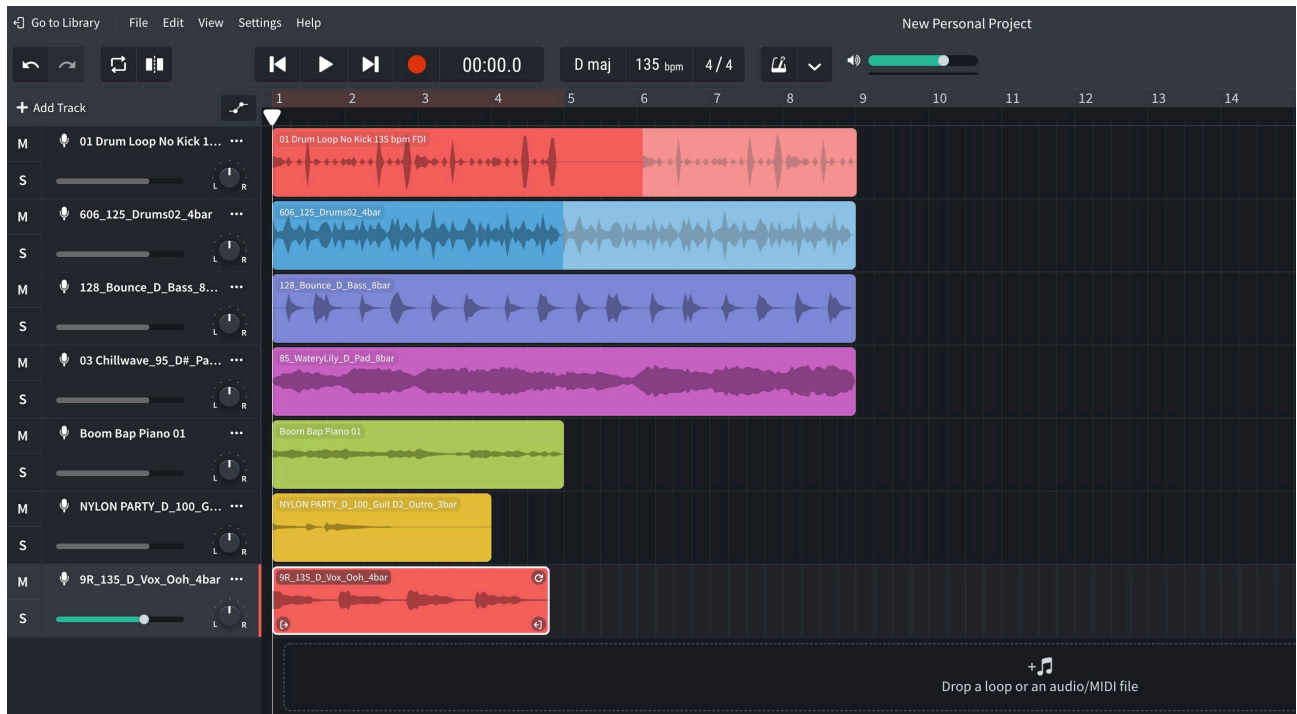 Go to Library File Edit View Settings Help New Personal Project
00:00.0 D maj 135 bpm 4 / 4
+ Add Track 1 2 3 4 5 6 7 8 9 10 11 12 13 14
M 01 Drum Loop No Kick 1... ••• 01 Drum Loop No Kick 135 bpm FDI
S L R
M 606_125_Drums02_4bar ••• 606_125_Drums02_4bar
S L R
M 128_Bounce_D_Bass_8... ••• 128_Bounce_D_Bass_8bar
S L R
M 03 Chillwave_95_D#_Pa... ••• 85_WateryLily_D_Pad_8bar
S L R
M Boom Bap Piano 01 ••• Boom Bap Piano 01
S L R
M NYLON PARTY_D_100_G... ••• NYLON PARTY_D_100_Guit D2_Outro_3bar
S L R
M 9R_135_D_Vox_Ooh_4bar ••• 9R_135_D_Vox_Ooh_4bar
S L R
Drop a loop or an audio/MIDI file